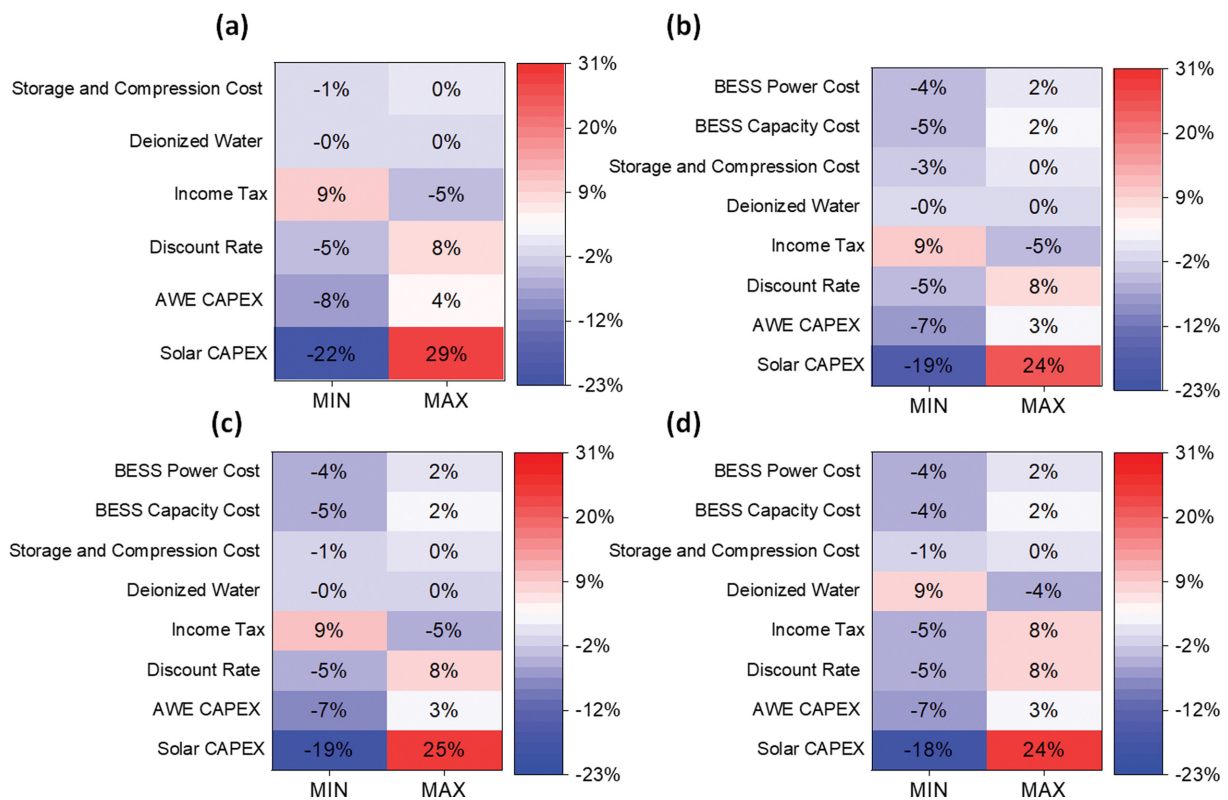 (a)
Storage and Compression Cost -1% 0%
Deionized Water -0% 0%
Income Tax 9% -5%
Discount Rate -5% 8%
AWE CAPEX -8% 4%
Solar CAPEX -22% 29%
MIN MAX
31%
20%
9%
-2%
-12%
-23%
(b)
BESS Power Cost -4% 2%
BESS Capacity Cost -5% 2%
Storage and Compression Cost -3% 0%
Deionized Water -0% 0%
Income Tax 9% -5%
Discount Rate -5% 8%
AWE CAPEX -7% 3%
Solar CAPEX -19% 24%
MIN MAX
31%
20%
9%
-2%
-12%
-23%
(c)
BESS Power Cost -4% 2%
BESS Capacity Cost -5% 2%
Storage and Compression Cost -1% 0%
Deionized Water -0% 0%
Income Tax 9% -5%
Discount Rate -5% 8%
AWE CAPEX -7% 3%
Solar CAPEX -19% 25%
MIN MAX
31%
20%
9%
-2%
-12%
-23%
(d)
BESS Power Cost -4% 2%
BESS Capacity Cost -4% 2%
Storage and Compression Cost -1% 0%
Deionized Water 9% -4%
Income Tax -5% 8%
Discount Rate -5% 8%
AWE CAPEX -7% 3%
Solar CAPEX -18% 24%
MIN MAX
31%
20%
9%
-2%
-12%
-23%